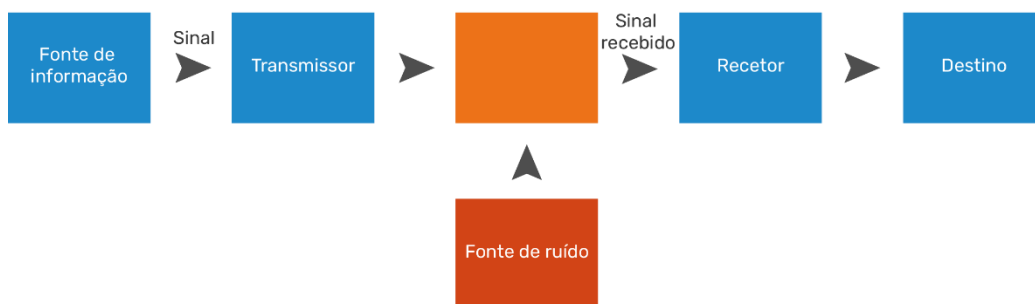 Fonte de
informação
Sinal
Transmissor
Sinal
recebido
Recetor
Destino
Fonte de ruído